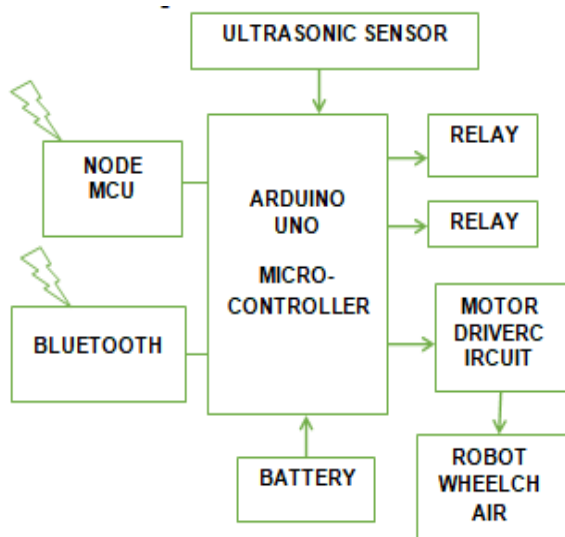 ULTRASONIC SENSOR
NODE
MCU
ARDUINO
UNO
MICRO-
CONTROLLER
RELAY
RELAY
BLUETOOTH
MOTOR
DRIVERC
IRCUIT
BATTERY
ROBOT
WHEELCH
AIR